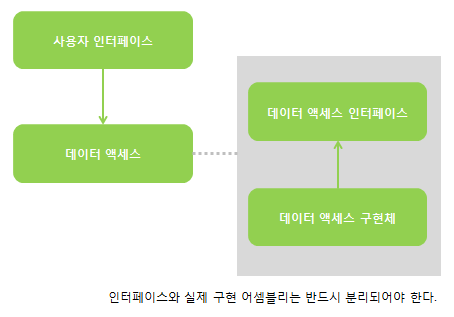 사용자 인터페이스
데이터 액세스
데이터 액세스 인터페이스
데이터 액세스 구현체
인터페이스와 실제 구현 어셈블리는 반드시 분리되어야 한다.